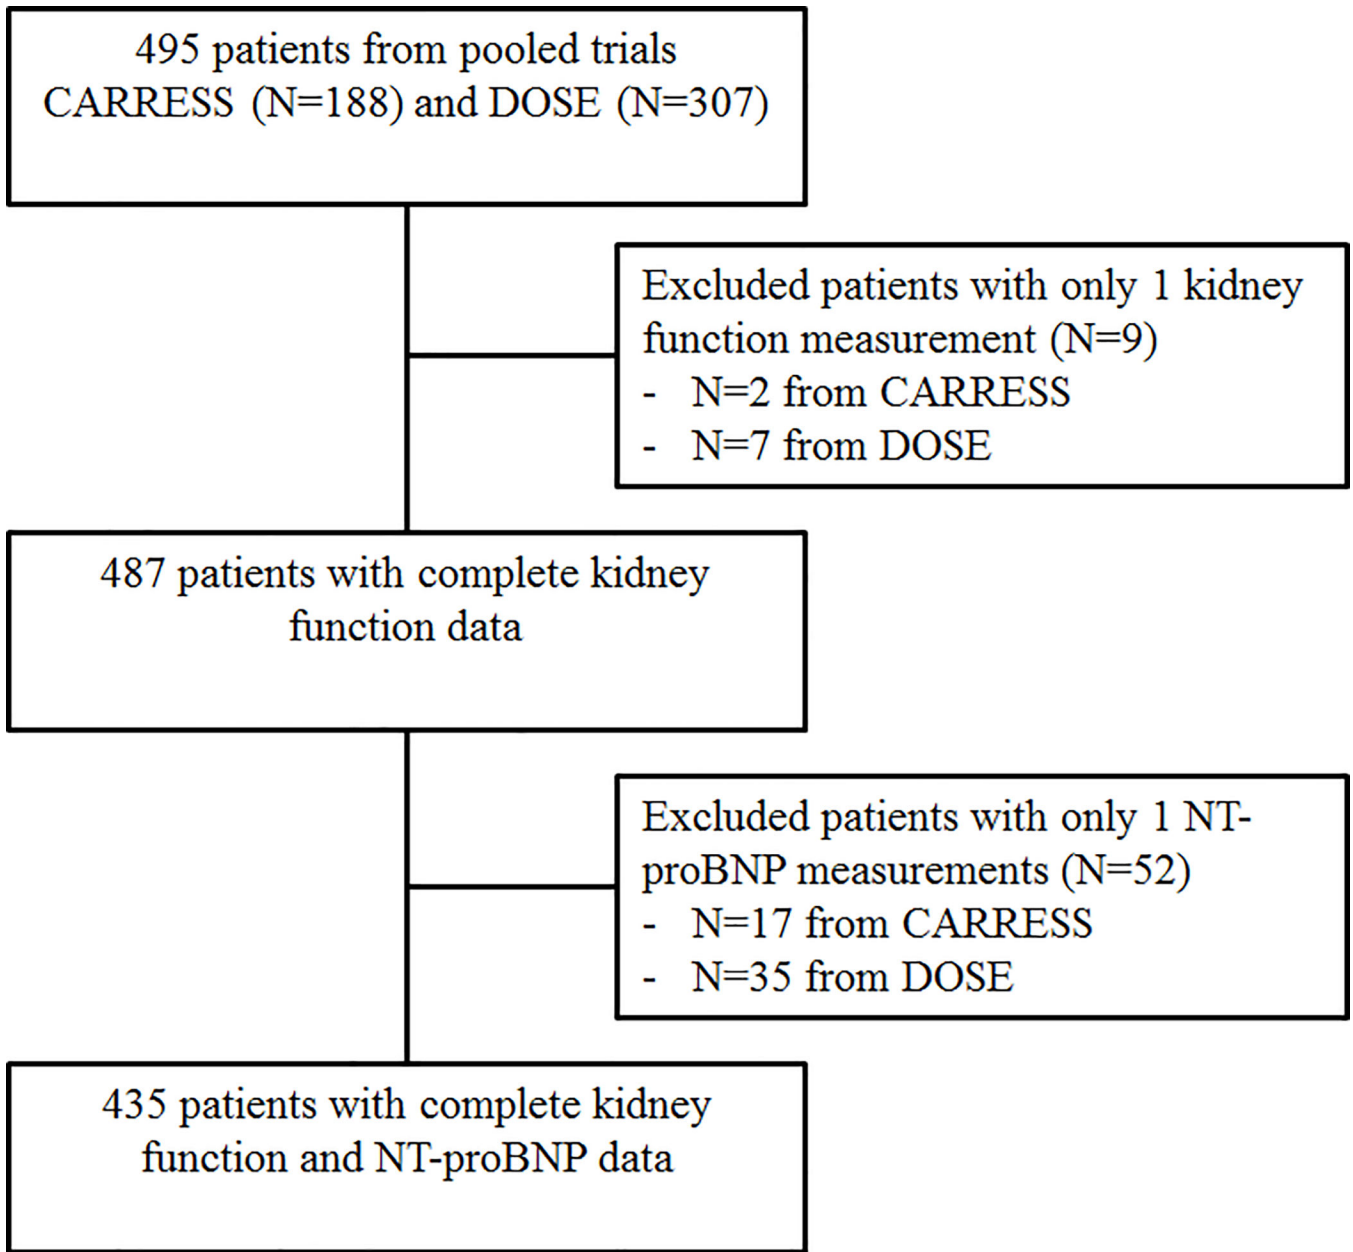 495 patients from pooled trials
CARRESS (N=188) and DOSE (N=307)
Excluded patients with only 1 kidney
function measurement (N=9)
- N=2 from CARRESS
- N=7 from DOSE
487 patients with complete kidney
function data
Excluded patients with only 1 NT-
proBNP measurements (N=52)
- N=17 from CARRESS
- N=35 from DOSE
435 patients with complete kidney
function and NT-proBNP data